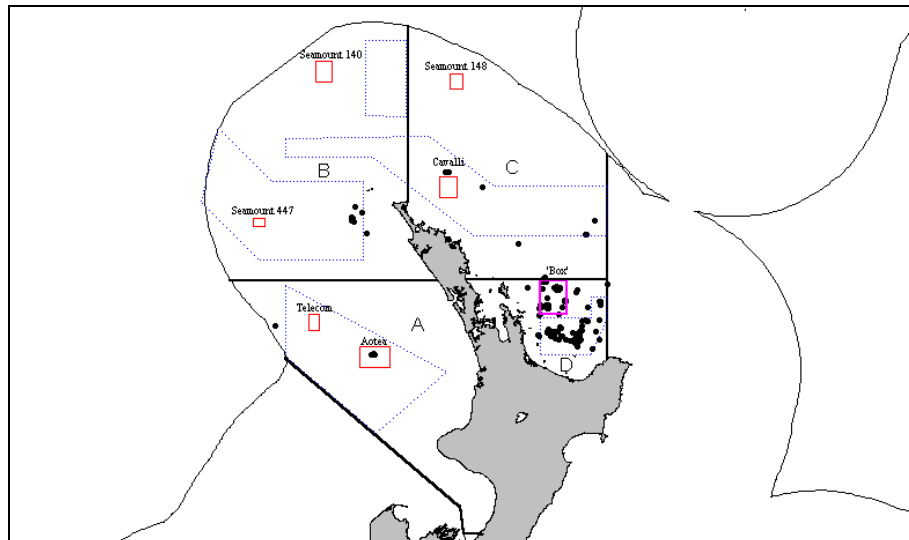 Seamount 140
Seamount 148
Cavalli
C
B
Seamount 447
'Box'
Telecom
A
Aotea
D